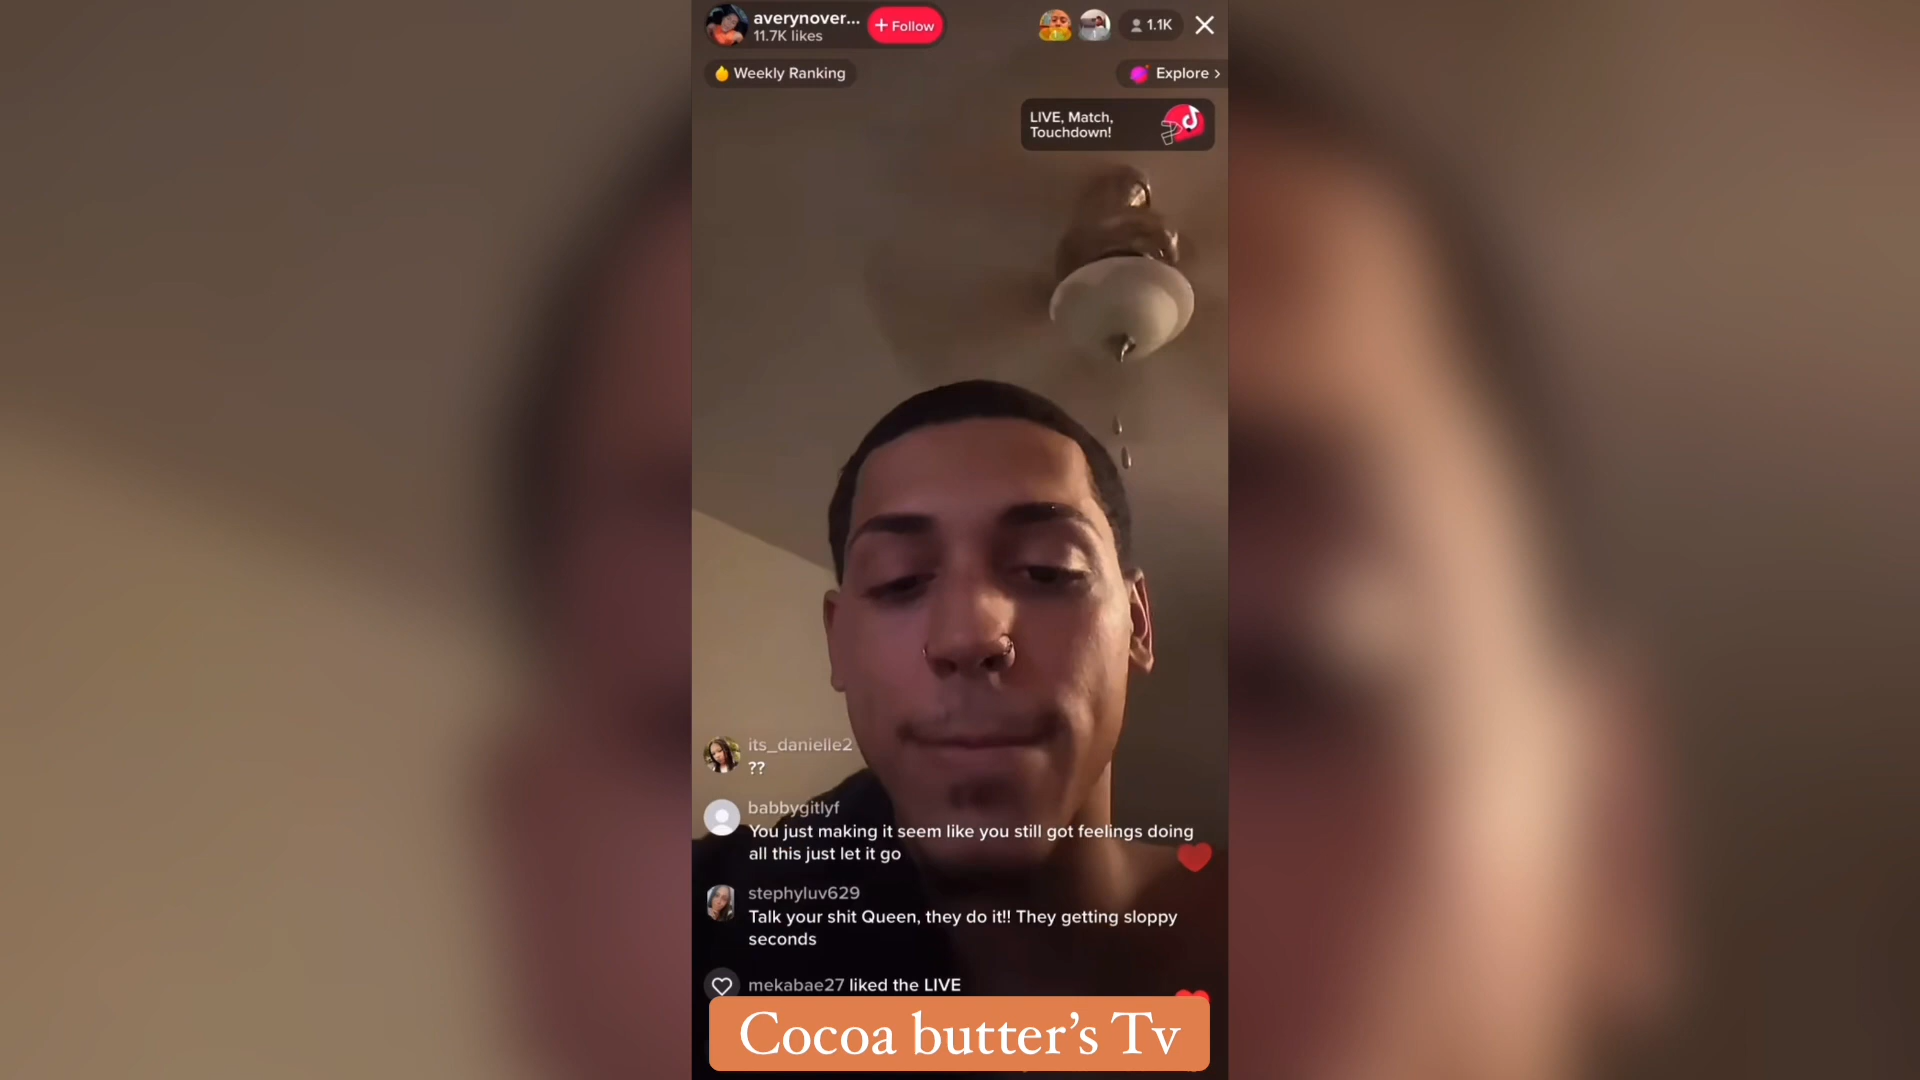 averynover...
11.7K likes
+ Follow
1.1K
Weekly Ranking
Explore >
LIVE, Match,
Touchdown!
its_danielle2
??
babbygitlyf
You just making it seem like you still got feelings doing
all this just let it go
stephyluv629
Talk your shit Queen, they do it!! They getting sloppy
seconds
mekabae27 liked the LIVE
Cocoa butter's Tv